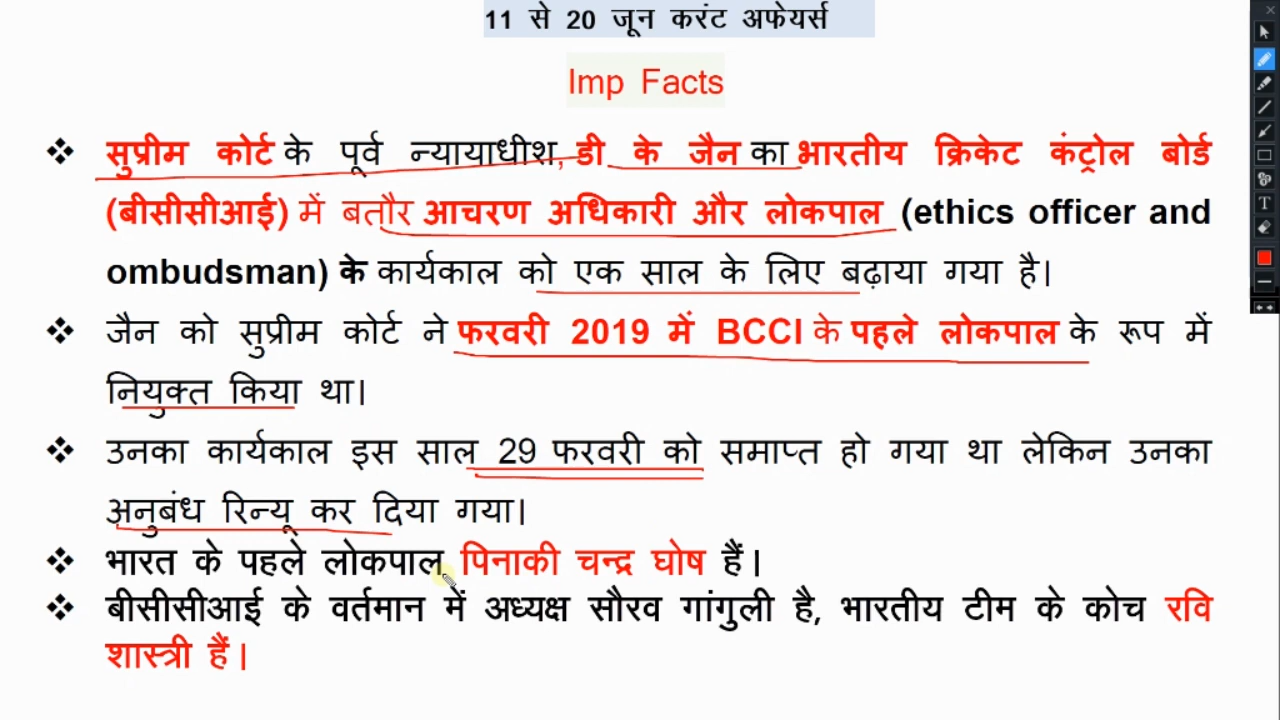 11 से 20 जून करंट अफेयर्स
Imp Facts
❖ सुप्रीम कोर्ट के पूर्व न्यायाधीश, डी के जैन का भारतीय क्रिकेट कंट्रोल बोर्ड
(बीसीसीआई) में बतौर आचरण अधिकारी और लोकपाल (ethics officer and
ombudsman) के कार्यकाल को एक साल के लिए बढ़ाया गया है।
❖ जैन को सुप्रीम कोर्ट ने फरवरी 2019 में BCCI के पहले लोकपाल के रूप में
नियुक्त किया था।
❖ उनका कार्यकाल इस साल 29 फरवरी को समाप्त हो गया था लेकिन उनका
अनुबंध रिन्यू कर दिया गया।
❖ भारत के पहले लोकपाल पिनाकी चन्द्र घोष हैं।
❖ बीसीसीआई के वर्तमान में अध्यक्ष सौरव गांगुली है, भारतीय टीम के कोच रवि
शास्त्री हैं।